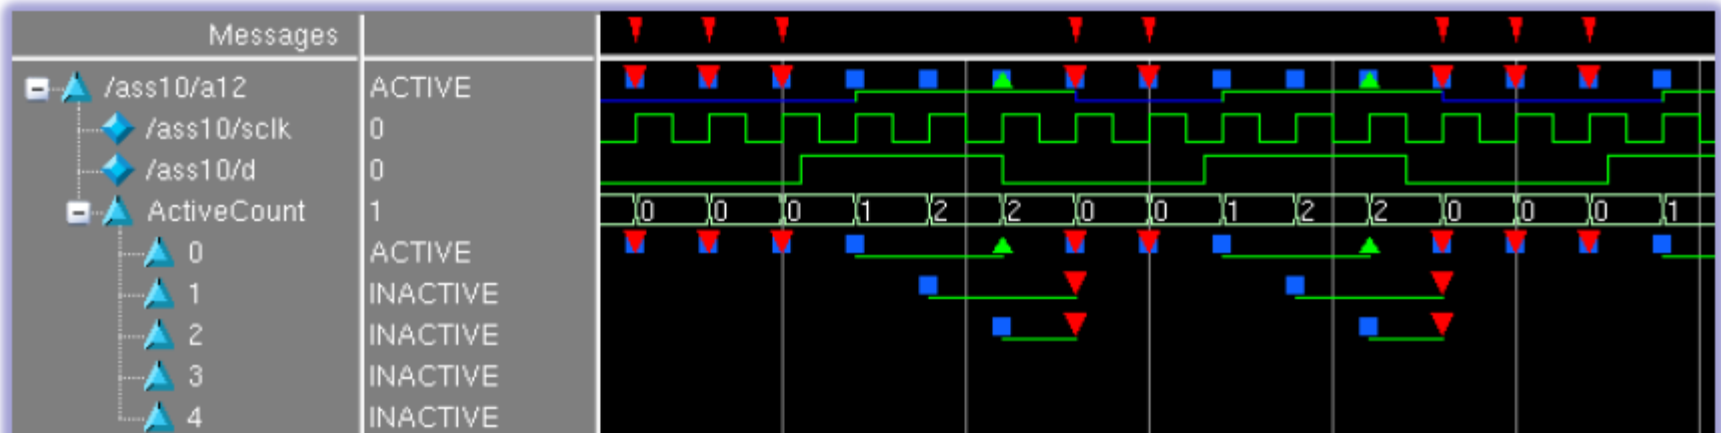 Messages
/ass10/a12 ACTIVE
/ass10/sclk 0
/ass10/d 0
ActiveCount 1 0 0 0 1 2 2 0 0 1 2 2 0 0 0 1
0 ACTIVE
1 INACTIVE
2 INACTIVE
3 INACTIVE
4 INACTIVE